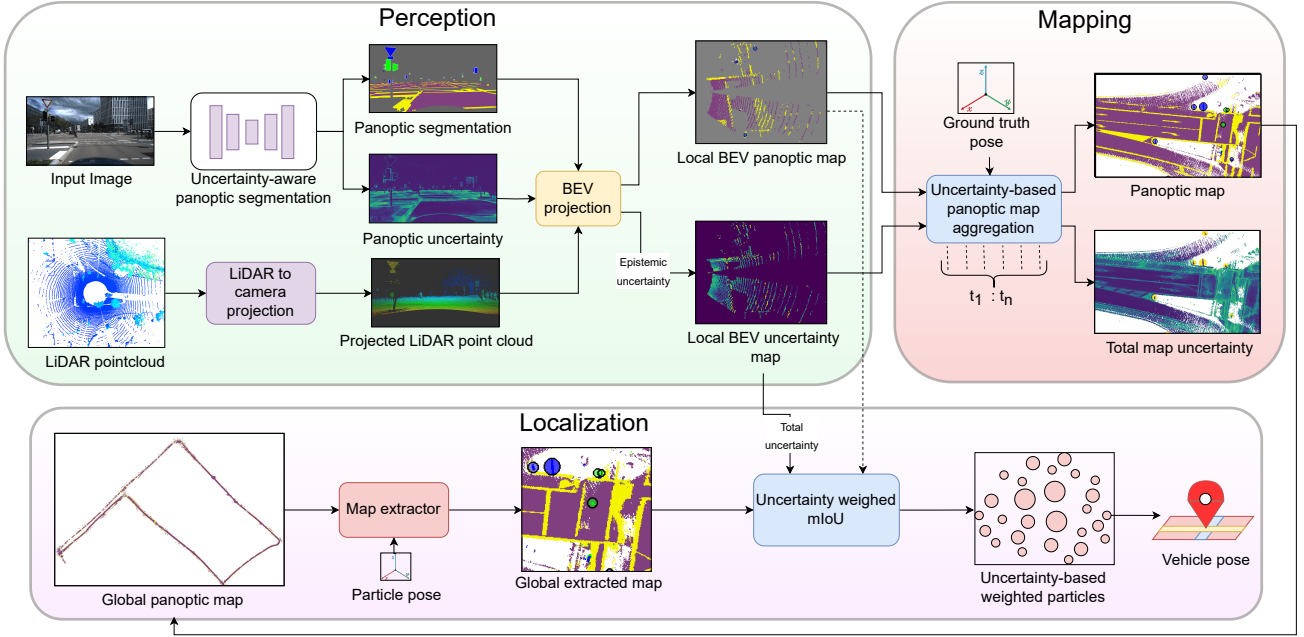 Perception
Mapping
Input Image
Uncertainty-aware
panoptic segmentation
Panoptic segmentation
Panoptic uncertainty
LiDAR pointcloud
LiDAR to
camera
projection
Projected LiDAR point cloud
BEV
projection
Epistemic
uncertainty
Local BEV panoptic map
Local BEV uncertainty
map
z
x
y
Ground truth
pose
Uncertainty-based
panoptic map
aggregation
t1 : tn
Panoptic map
Total map uncertainty
Localization
Total
uncertainty
Global panoptic map
Map extractor
Particle pose
Global extracted map
Uncertainty weighed
mIoU
Uncertainty-based
weighted particles
Vehicle pose